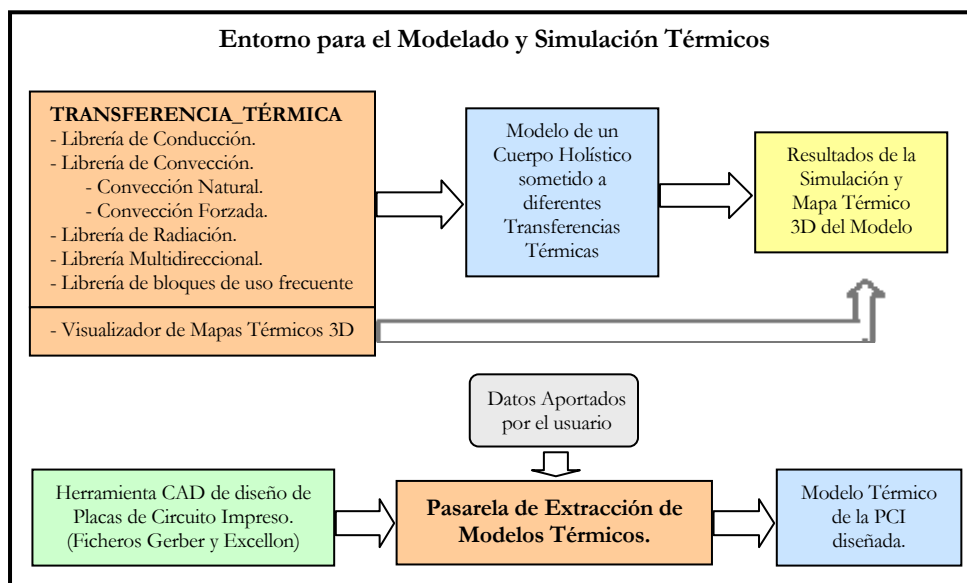 Entorno para el Modelado y Simulación Térmicos
TRANSFERENCIA_TÉRMICA
- Librería de Conducción.
- Librería de Convección.
- Convección Natural.
- Convección Forzada.
- Librería de Radiación.
- Librería Multidireccional.
- Librería de bloques de uso frecuente
- Visualizador de Mapas Térmicos 3D
Modelo de un
Cuerpo Holístico
sometido a
diferentes
Transferencias
Térmicas
Resultados de la
Simulación y
Mapa Térmico
3D del Modelo
Datos Aportados
por el usuario
Herramienta CAD de diseño de
Placas de Circuito Impreso.
(Ficheros Gerber y Excellon)
Pasarela de Extracción de
Modelos Térmicos.
Modelo Térmico
de la PCI
diseñada.